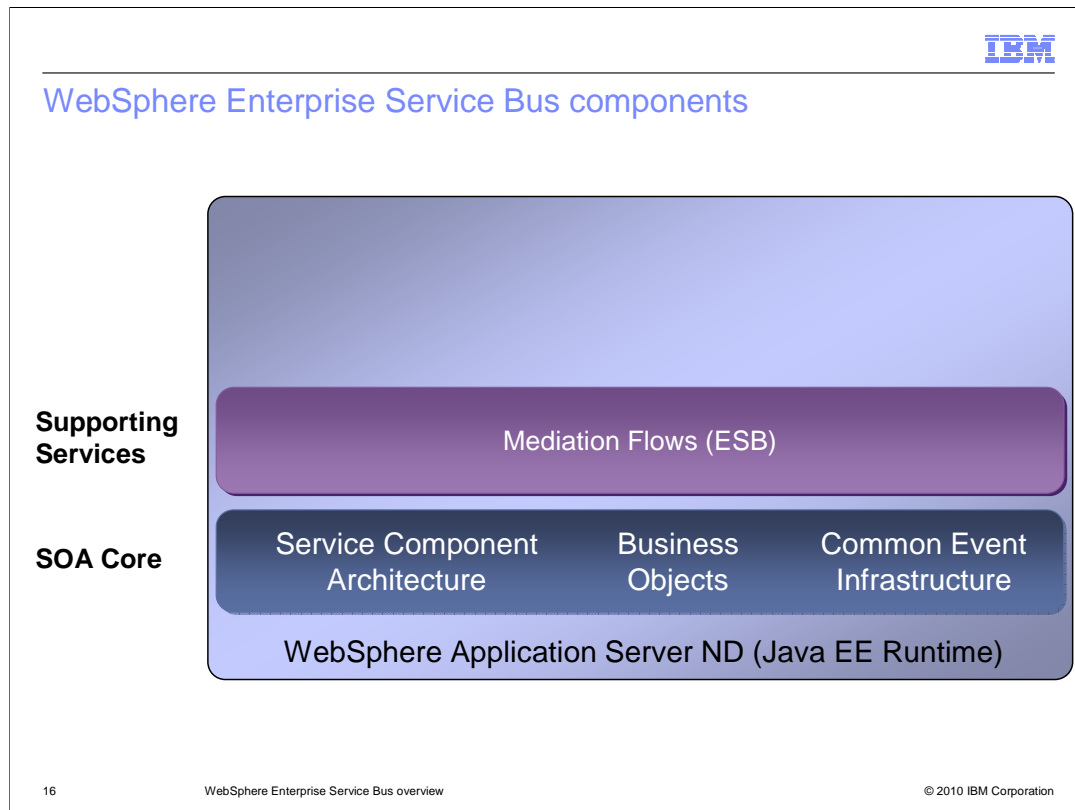 IBM
WebSphere Enterprise Service Bus components
Supporting
Services
Mediation Flows (ESB)
SOA Core
Service Component
Architecture
Business
Objects
Common Event
Infrastructure
WebSphere Application Server ND (Java EE Runtime)
16
WebSphere Enterprise Service Bus overview
© 2010 IBM Corporation